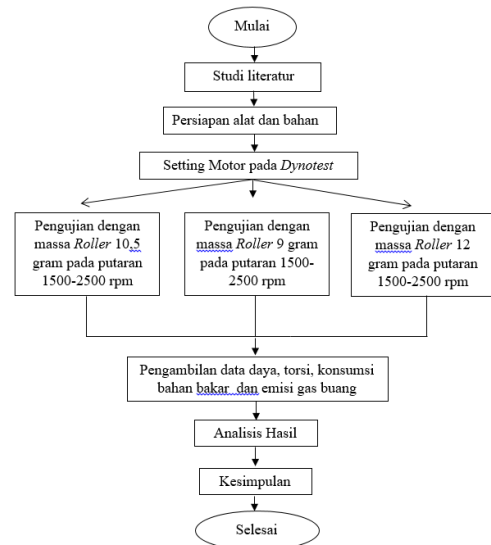 Mulai
Studi literatur
Persiapan alat dan bahan
Setting Motor pada Dynotest
Pengujian dengan
massa Roller 10,5
gram pada putaran
1500-2500 rpm
Pengujian dengan
massa Roller 9 gram
pada putaran 1500-
2500 rpm
Pengujian dengan
massa Roller 12
gram pada putaran
1500-2500 rpm
Pengambilan data daya, torsi, konsumsi
bahan bakar dan emisi gas buang
Analisis Hasil
Kesimpulan
Selesai